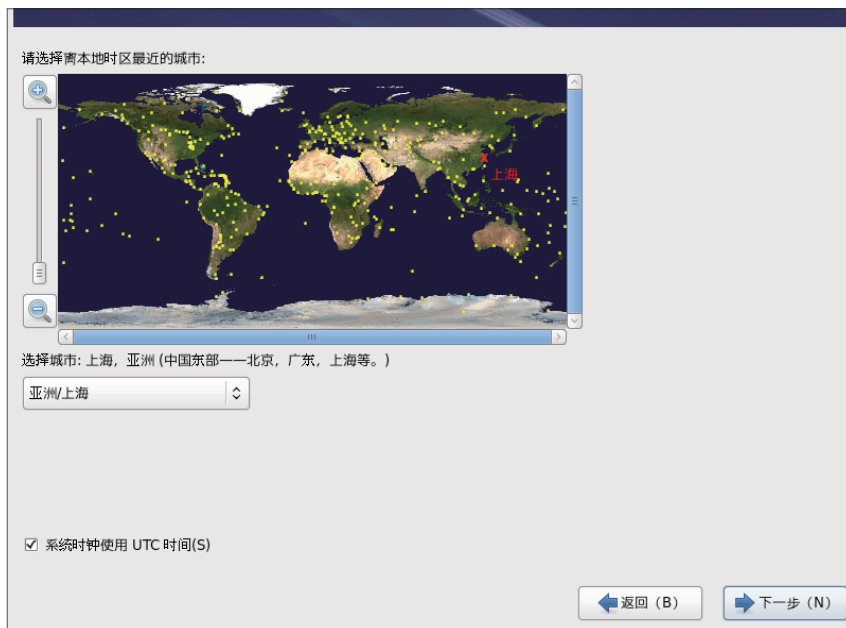 请选择离本地时区最近的城市:
上海
选择城市: 上海, 亚洲 (中国东部——北京，广东，上海等。)
亚洲/上海
系统时钟使用 UTC 时间(S)
返回（B）
下一步（N）